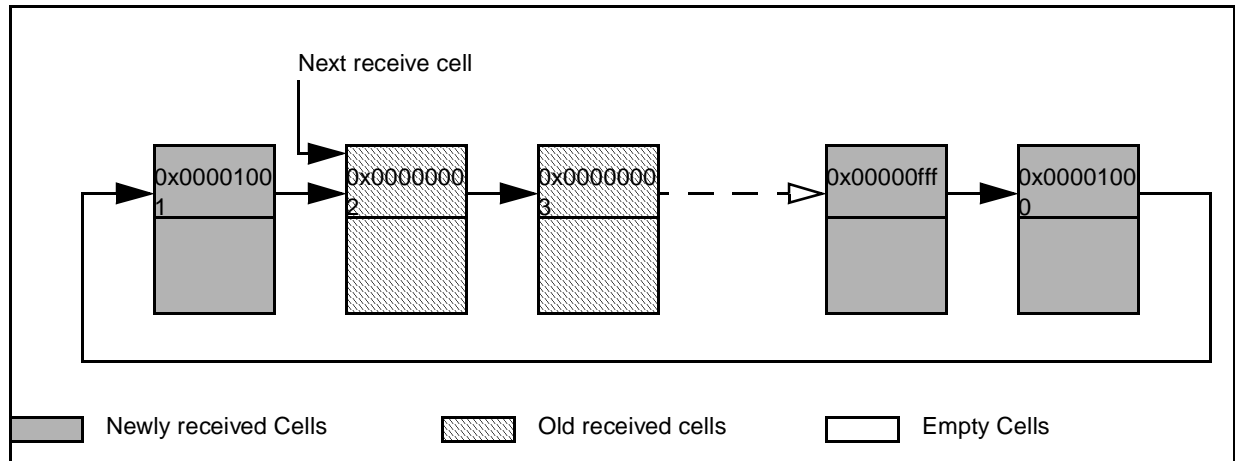 Next receive cell
0x0000100
1
0x0000000
2
0x0000000
3
0x00000fff
0x0000100
0
Newly received Cells
Old received cells
Empty Cells